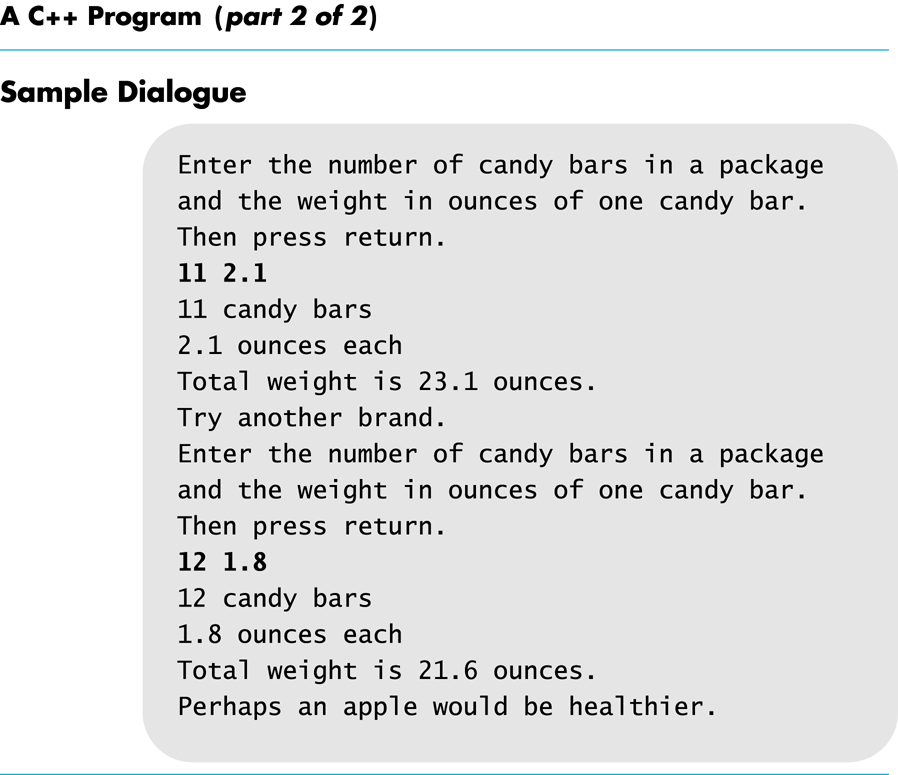 A C++ Program (part 2 of 2)
Sample Dialogue
Enter the number of candy bars in a package
and the weight in ounces of one candy bar.
Then press return.
11 2.1
11 candy bars
2.1 ounces each
Total weight is 23.1 ounces.
Try another brand.
Enter the number of candy bars in a package
and the weight in ounces of one candy bar.
Then press return.
12 1.8
12 candy bars
1.8 ounces each
Total weight is 21.6 ounces.
Perhaps an apple would be healthier.